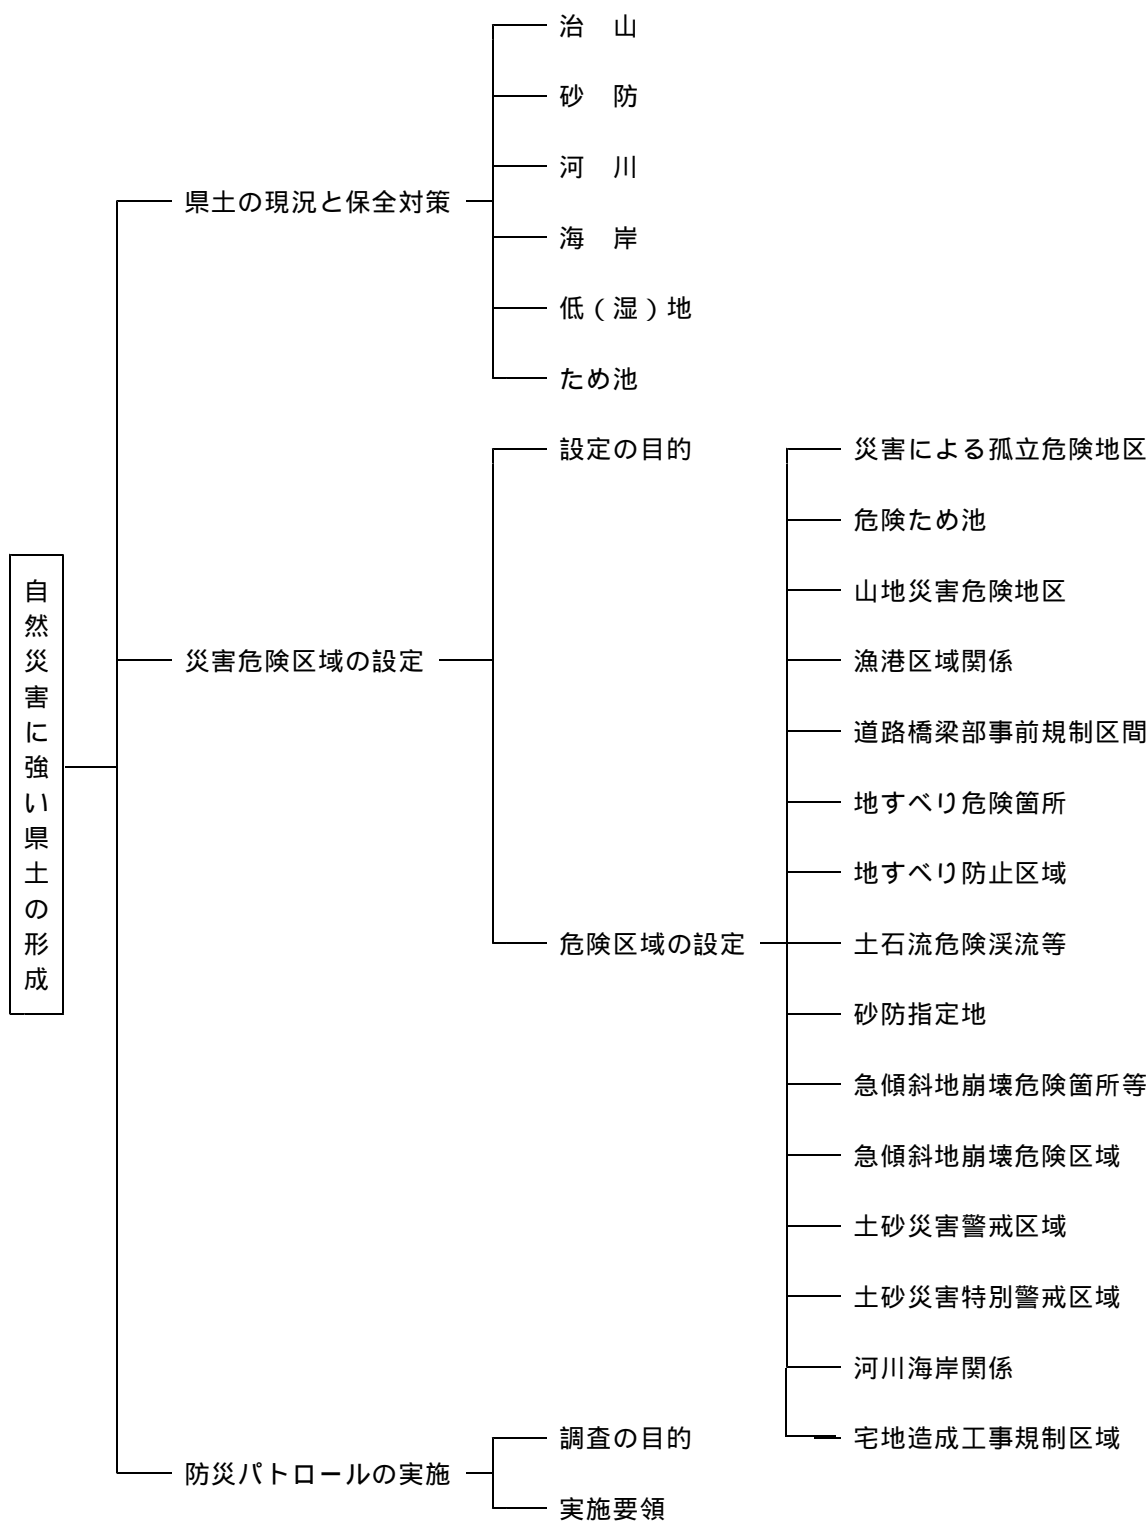 自然災害に強い県土の形成
県土の現況と保全対策
治　山
砂　防
河　川
海　岸
低（湿）地
ため池
災害危険区域の設定
設定の目的
危険区域の設定
災害による孤立危険地区
危険ため池
山地災害危険地区
漁港区域関係
道路橋梁部事前規制区間
地すべり危険箇所
地すべり防止区域
土石流危険渓流等
砂防指定地
急傾斜地崩壊危険箇所等
急傾斜地崩壊危険区域
土砂災害警戒区域
土砂災害特別警戒区域
河川海岸関係
宅地造成工事規制区域
防災パトロールの実施
調査の目的
実施要領